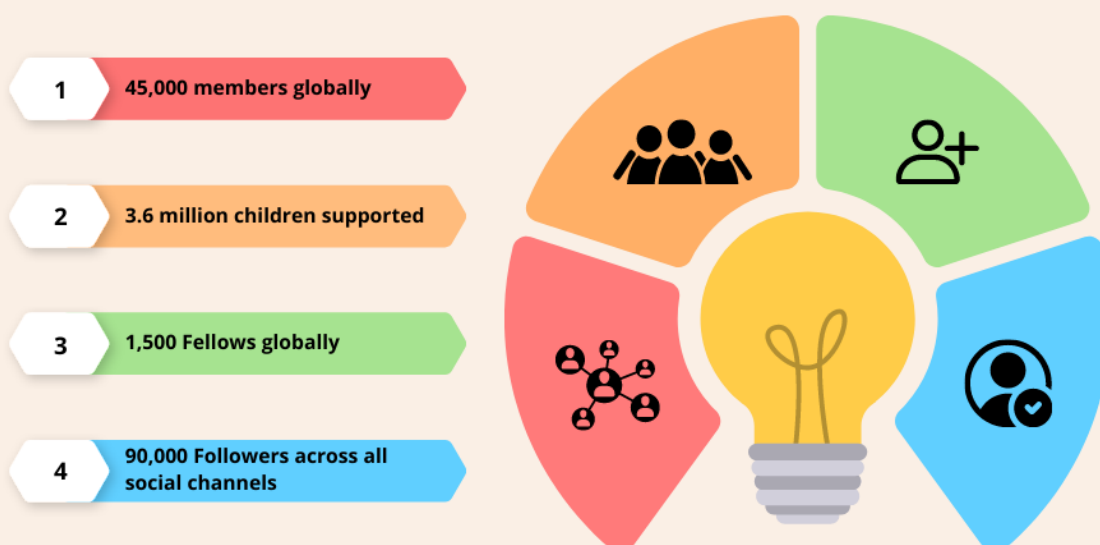 1
45,000 members globally
2
3.6 million children supported
3
1,500 Fellows globally
4
90,000 Followers across all
social channels